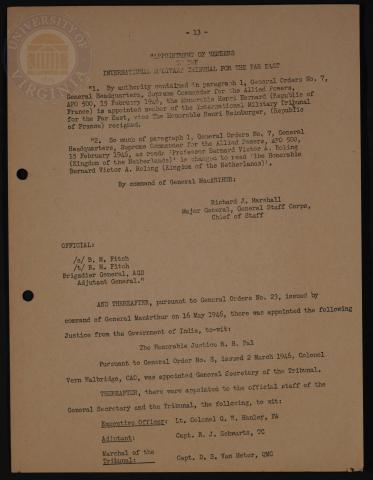 - 13 -
"APPOINTMENT OF MEMBERS
OF THE
INTERNATIONAL MILITARY TRIBUNAL FOR THE FAR EAST
"1. By authority contained in paragraph 1, General Orders No. 7,
General Headquarters, Supreme Commander for the Allied Powers,
APO 500, 15 February 1946, the Honorable Henri Bernard (Republic of
France) is appointed member of the International Military Tribunal
for the Far East, vice The Honorable Henri Reimburger, (Republic
of France) resigned.
"2. So much of paragraph 1, General Orders No. 7, General
Headquarters, Supreme Commander for the Allied Powers, APO 500,
15 February 1946, as reads 'Professor Bernard Victor A. Roling
(Kingdom of the Netherlands)' is changed to read 'The Honorable
Bernard Victor A. Roling (Kingdom of the Netherlands)'.
By command of General MacARTHUR:
Richard J. Marshall
Major General, General Staff Corps,
Chief of Staff
OFFICIAL:
/s/ B. M. Fitch
/t/ B. M. Fitch
Brigadier General, AGD
Adjutant General."
AND THEREAFTER, pursuant to General Orders No. 23, issued by
command of General MacArthur on 16 May 1946, there was appointed the following
Justice from the Government of India, to-wit:
The Honorable Justice R. B. Pal
Pursuant to General Order No. 8, issued 2 March 1946, Colonel
Vern Walbridge, CAC, was appointed General Secretary of the Tribunal.
THEREAFTER, there were appointed to the official staff of the
General Secretary and the Tribunal, the following, to wit:
Executive Officer: Lt. Colonel G. W. Hanley, FA
Adjutant: Capt. R. J. Schwartz, TC
Marshal of the
Tribunal: Capt. D. S. Van Meter, QMC
UNIVERSITY OF VIRGINIA